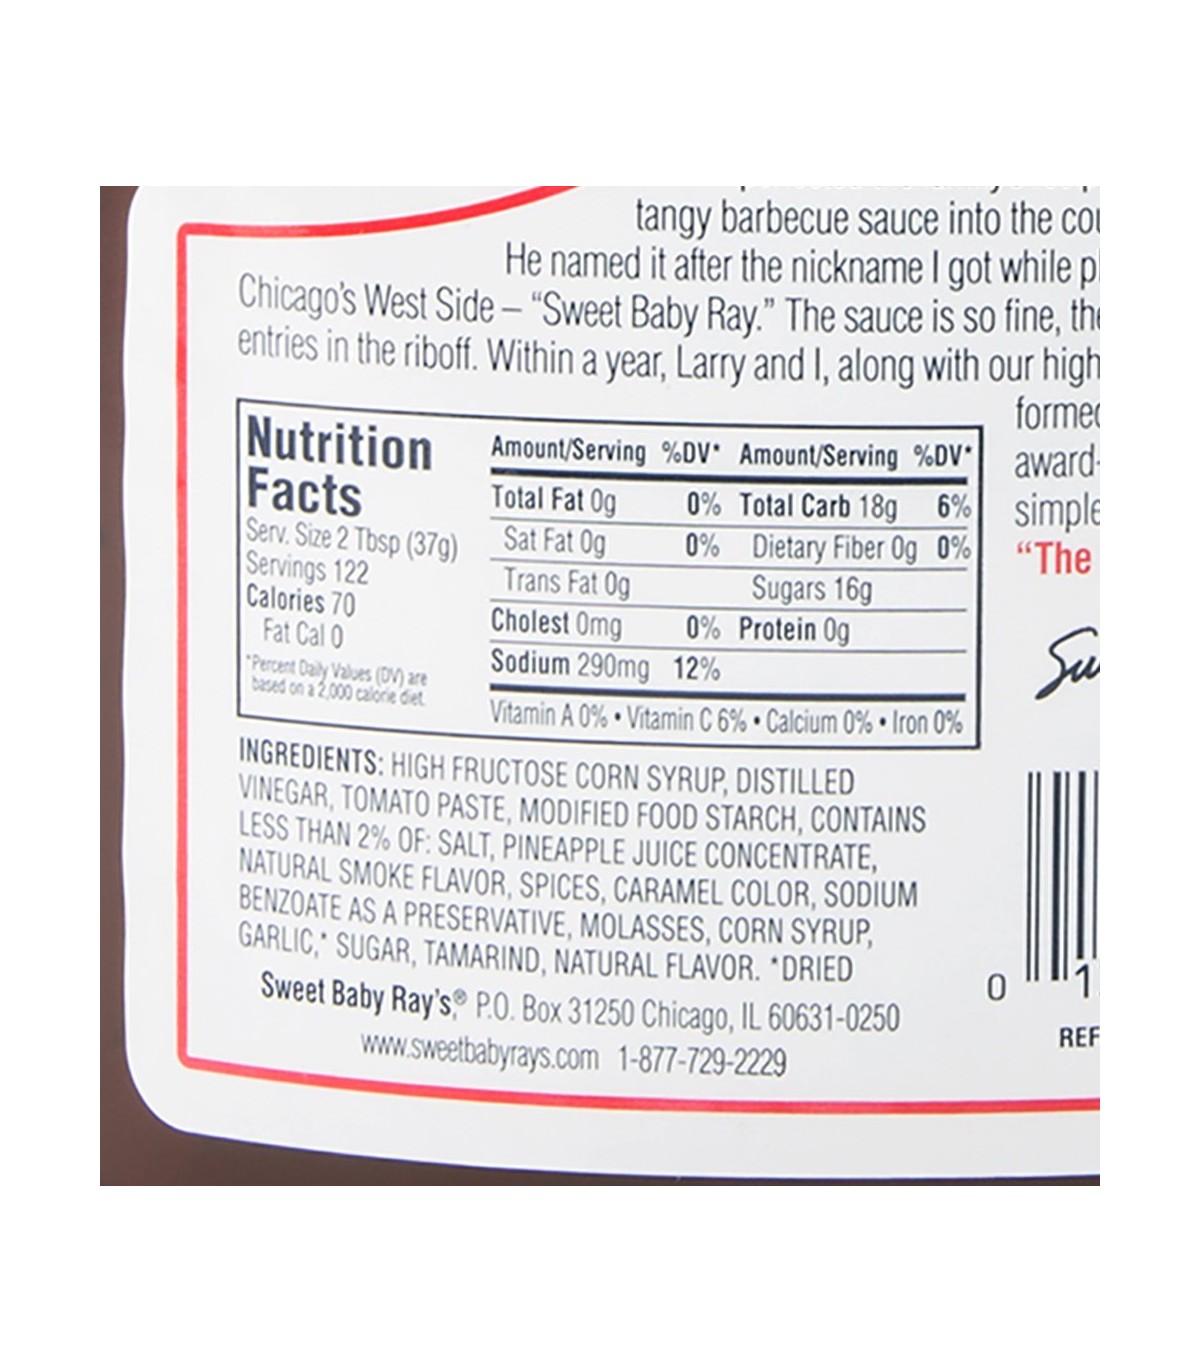 tangy barbecue sauce into the
He named it after the nickname I got while
Chicago's West Side – "Sweet Baby Ray." The sauce is so fine,
entries in the riboff. Within a year, Larry and I, along with our high
forme
award-
simple
"The
Nutrition
Facts
Serv. Size 2 Tbsp (37g)
Servings 122
Calories 70
Fat Cal 0
*Percent Daily Values (DV) are
based on a 2,000 calorie diet.
Amount/Serving %DV* Amount/Serving %DV*
Total Fat 0g 0% Total Carb 18g 6%
Sat Fat 0g 0% Dietary Fiber 0g 0%
Trans Fat 0g Sugars 16g
Cholest 0mg 0% Protein 0g
Sodium 290mg 12%
Vitamin A 0% • Vitamin C 6% • Calcium 0% • Iron 0%
INGREDIENTS: HIGH FRUCTOSE CORN SYRUP, DISTILLED
VINEGAR, TOMATO PASTE, MODIFIED FOOD STARCH, CONTAINS
LESS THAN 2% OF: SALT, PINEAPPLE JUICE CONCENTRATE,
NATURAL SMOKE FLAVOR, SPICES, CARAMEL COLOR, SODIUM
BENZOATE AS A PRESERVATIVE, MOLASSES, CORN SYRUP,
GARLIC,* SUGAR, TAMARIND, NATURAL FLAVOR. *DRIED
Sweet Baby Ray's,® P.O. Box 31250 Chicago, IL 60631-0250
www.sweetbabyrays.com 1-877-729-2229
0 1
REF